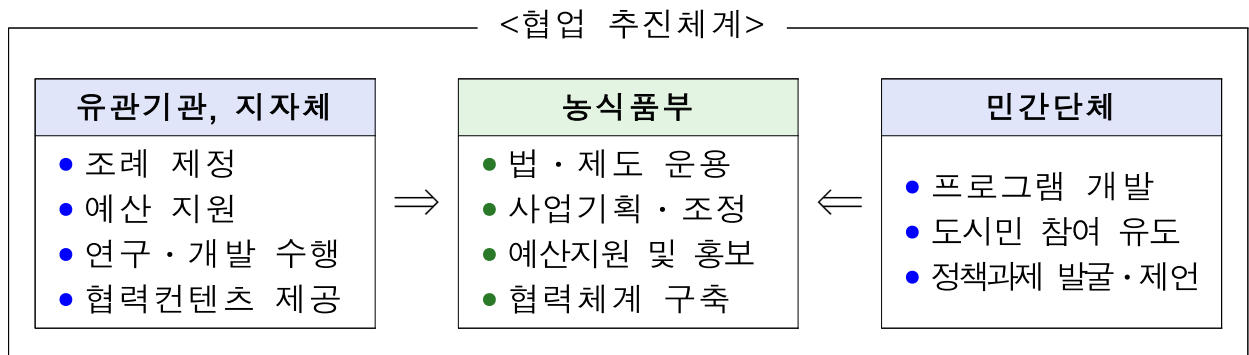 <협업 추진체계>
유관기관, 지자체
● 조례 제정
● 예산 지원
● 연구・개발 수행
● 협력컨텐츠 제공
⇒
농식품부
● 법・제도 운용
● 사업기획・조정
● 예산지원 및 홍보
● 협력체계 구축
⇐
민간단체
● 프로그램 개발
● 도시민 참여 유도
● 정책과제 발굴・제언